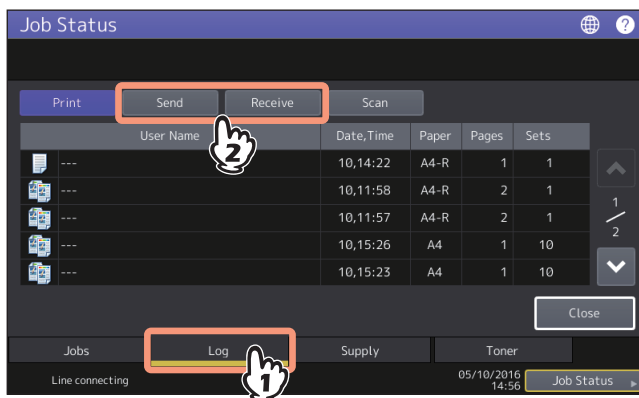 Job Status
?
Print Send Receive Scan
User Name Date,Time Paper Pages Sets
--- 10,14:22 A4-R 1 1
--- 10,11:58 A4-R 2 1
--- 10,11:57 A4-R 2 1
--- 10,15:26 A4 1 10
--- 10,15:23 A4 1 10
1
2
2
Close
Jobs Log Supply Toner
1
Line connecting 05/10/2016
14:56 Job Status